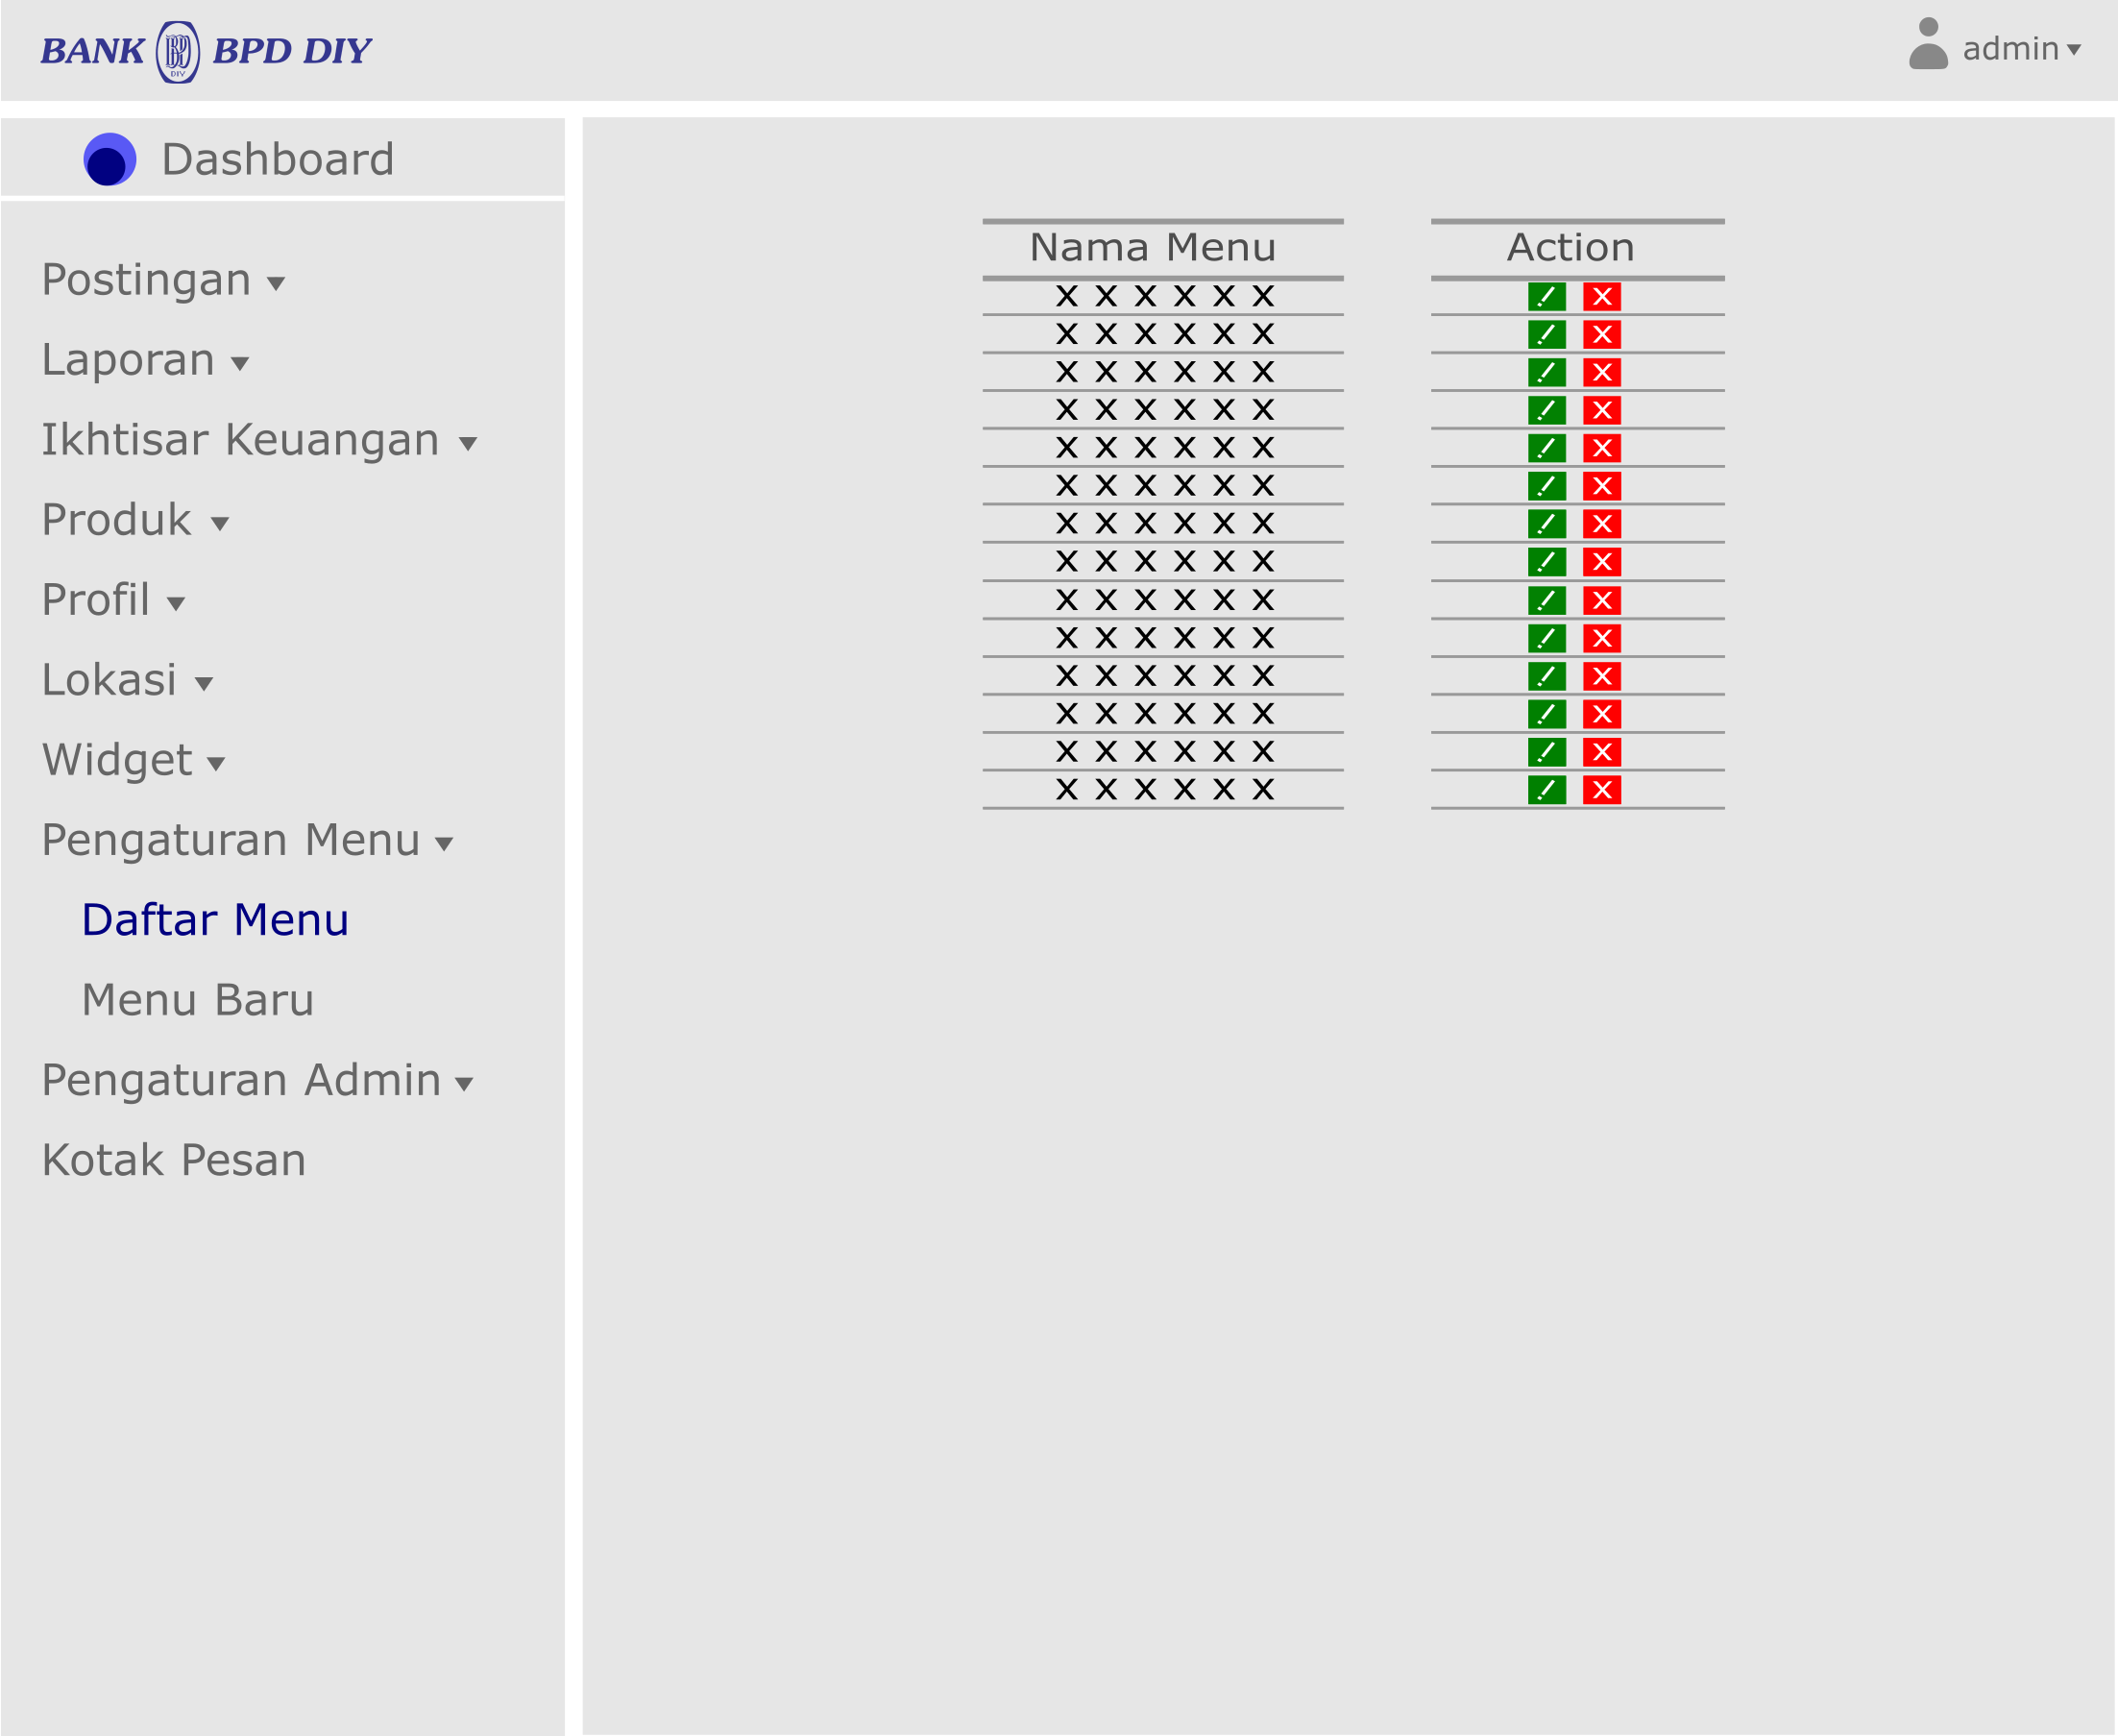 BANK BPD DIY
admin
Dashboard
Postingan
Laporan
Ikhtisar Keuangan
Produk
Profil
Lokasi
Widget
Pengaturan Menu
Daftar Menu
Menu Baru
Pengaturan Admin
Kotak Pesan
Nama Menu Action
X X X X X X X
X X X X X X X
X X X X X X X
X X X X X X X
X X X X X X X
X X X X X X X
X X X X X X X
X X X X X X X
X X X X X X X
X X X X X X X
X X X X X X X
X X X X X X X
X X X X X X X
X X X X X X X